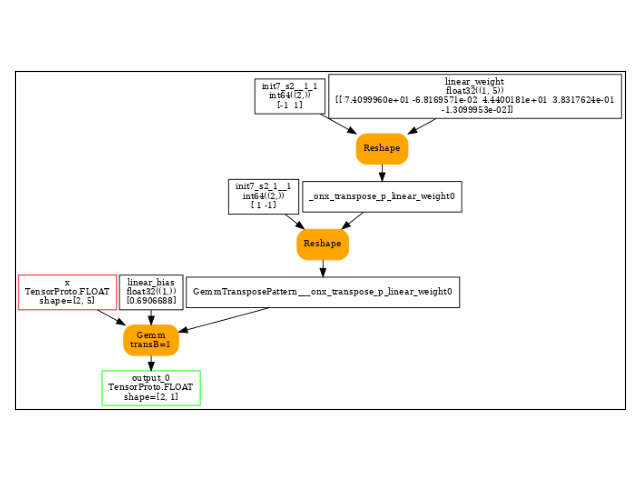 init7_s2__1_1
int64((2,))
[-1 1]
linear_weight
float32((1, 5))
[[ 7.4099960e+01 -6.8169571e-02 4.4400181e+01 3.8317624e-01
-1.3099953e-02]]
Reshape
init7_s2_1__1
int64((2,))
[ 1 -1]
_onx_transpose_p_linear_weight0
Reshape
x
TensorProto.FLOAT
shape=[2, 5]
linear_bias
float32((1,))
[0.6906688]
GemmTransposePattern___onx_transpose_p_linear_weight0
Gemm
transB=1
output_0
TensorProto.FLOAT
shape=[2, 1]